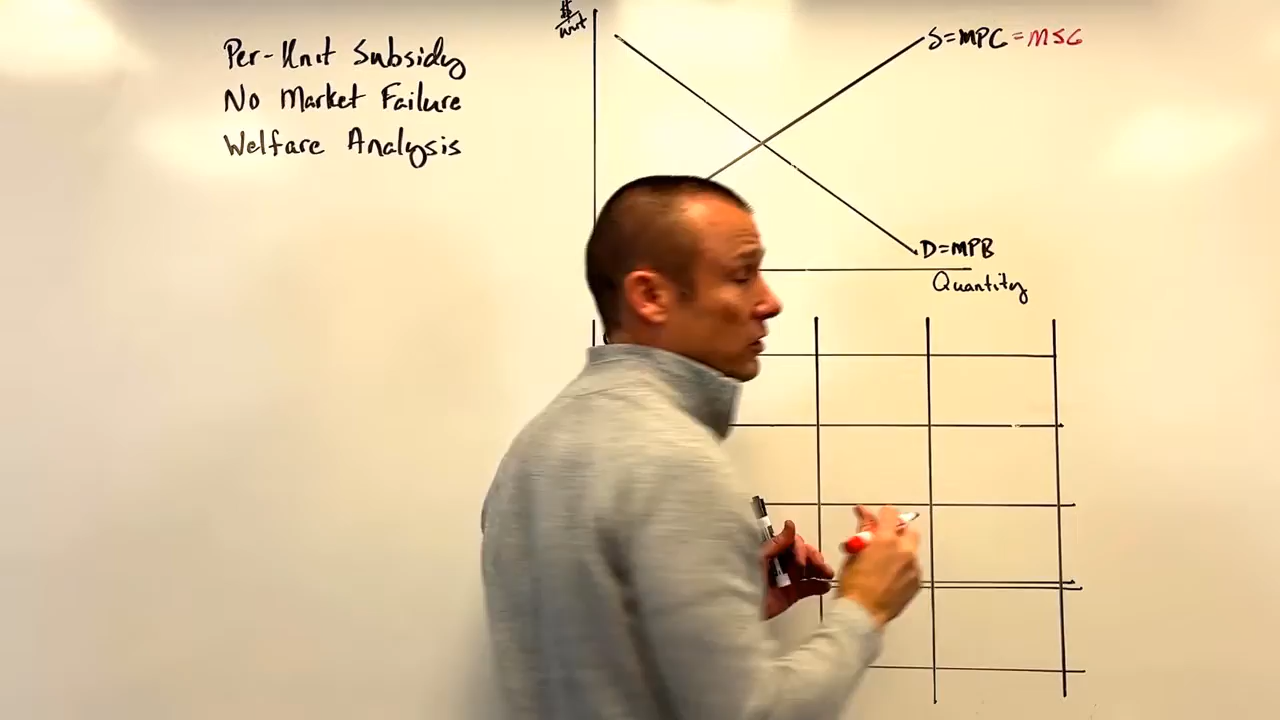 Per-Unit Subsidy
No Market Failure
Welfare Analysis
$/unit
S=MPC=MSC
D=MPB
Quantity